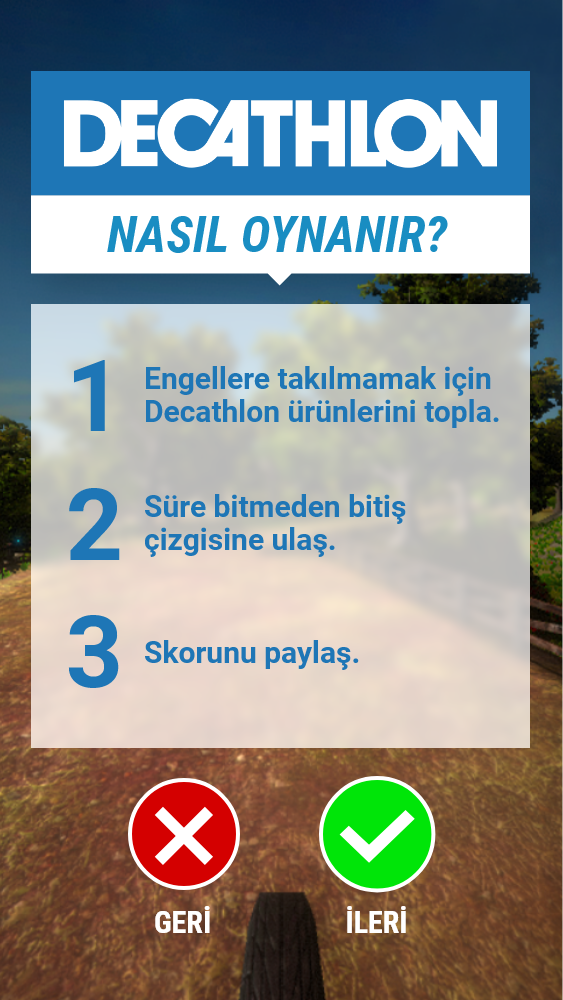 DECATHLON
NASIL OYNANIR?
1
Engellere takılmamak için
Decathlon ürünlerini topla.
2
Süre bitmeden bitiş
çizgisine ulaş.
3
Skorunu paylaş.
GERİ
İLERİ